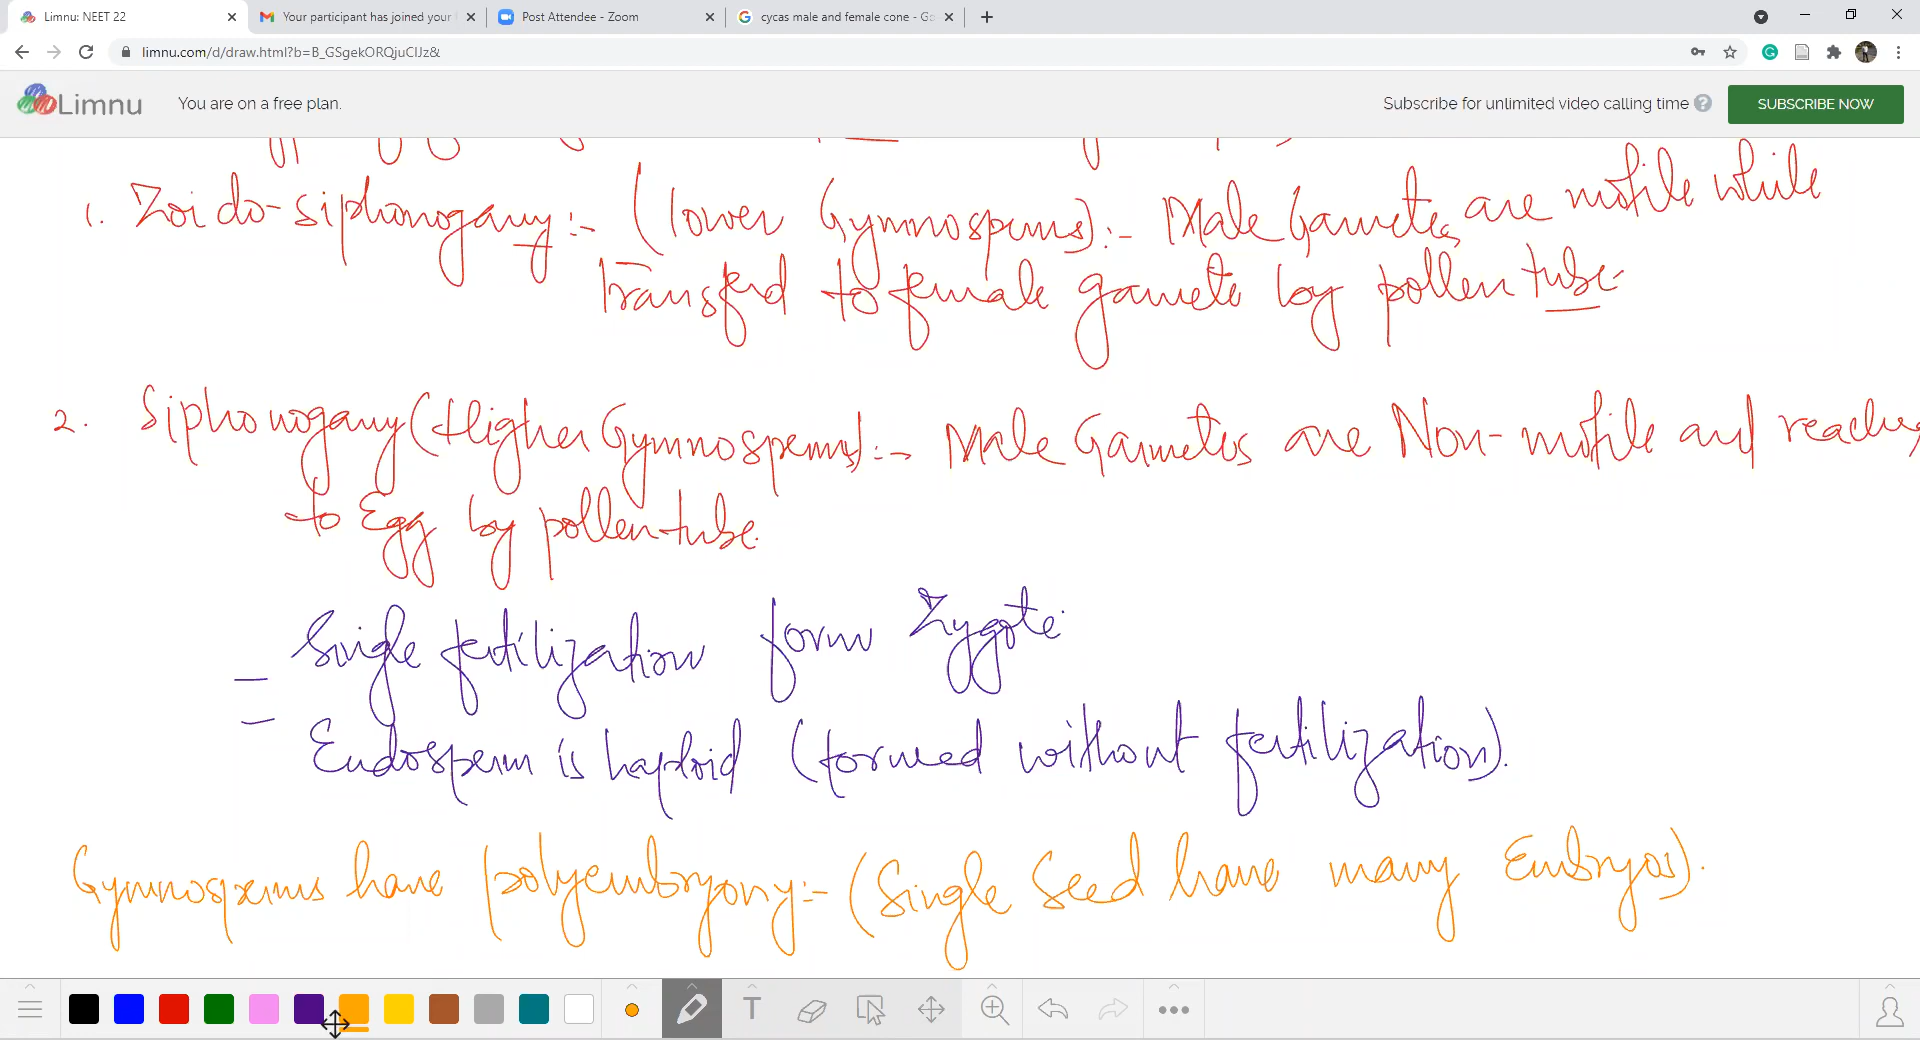 Limnu: NEET 22
Your participant has joined your
Post Attendee - Zoom
cycas male and female cone - Go
limnu.com/d/draw.html?b=B_GSgekORQjuClJz&
Limnu
You are on a free plan.
Subscribe for unlimited video calling time
SUBSCRIBE NOW
1. Zoido-siphonogamy :- (lower Gymnosperms) :- Male Gametes are motile while
Transferd to female gamete by pollen tube.
2. Siphonogamy (Higher Gymnosperms) :- Male Gametes are Non-motile and reaches
to Egg by pollen tube.
- Single fertilization form Zygote.
- Endosperm is haploid (formed without fertilization).
Gymnosperms have polyembryony :- (Single Seed have many Embryos).
T